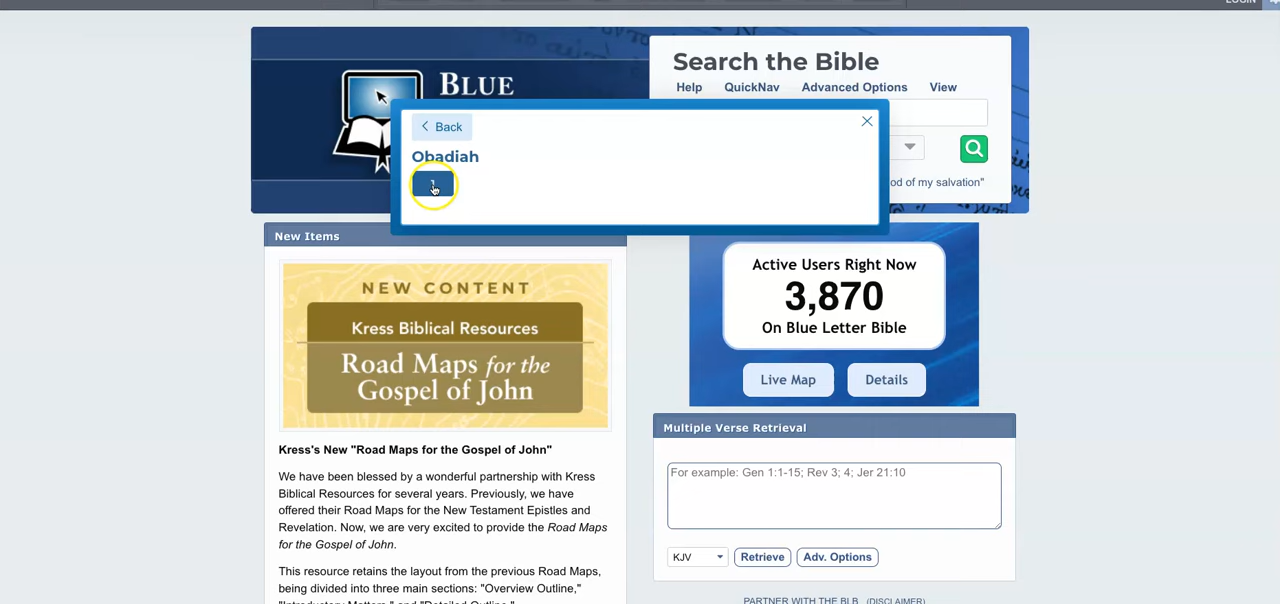 LOGIN
BLUE
Search the Bible
Help QuickNav Advanced Options View
Back
Obadiah
1
od of my salvation"
New Items
NEW CONTENT
Kress Biblical Resources
Road Maps for the
Gospel of John
Kress's New "Road Maps for the Gospel of John"
We have been blessed by a wonderful partnership with Kress
Biblical Resources for several years. Previously, we have
offered their Road Maps for the New Testament Epistles and
Revelation. Now, we are very excited to provide the Road Maps
for the Gospel of John.
This resource retains the layout from the previous Road Maps,
being divided into three main sections: "Overview Outline,"
"Introductory Matters," and "Detailed Outline."
Active Users Right Now
3,870
On Blue Letter Bible
Live Map Details
Multiple Verse Retrieval
For example: Gen 1:1-15; Rev 3; 4; Jer 21:10
KJV Retrieve Adv. Options
PARTNER WITH THE BLB (DISCLAIMER)